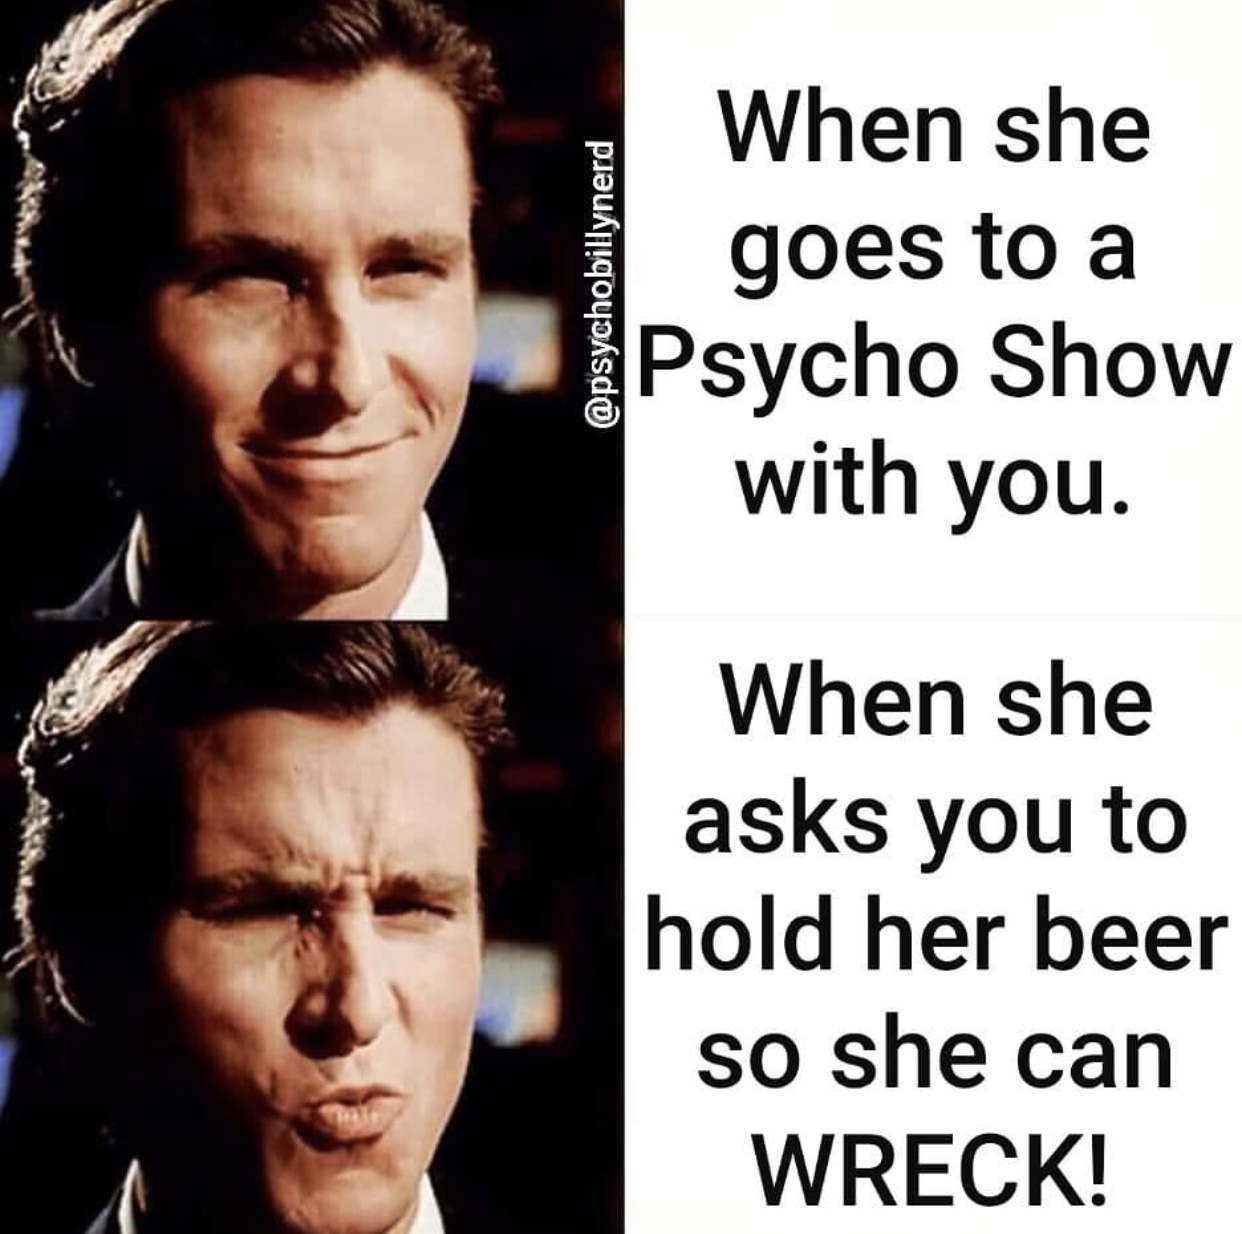 When she
goes to a
Psycho Show
with you.
@psychobillynerd
When she
asks you to
hold her beer
so she can
WRECK!